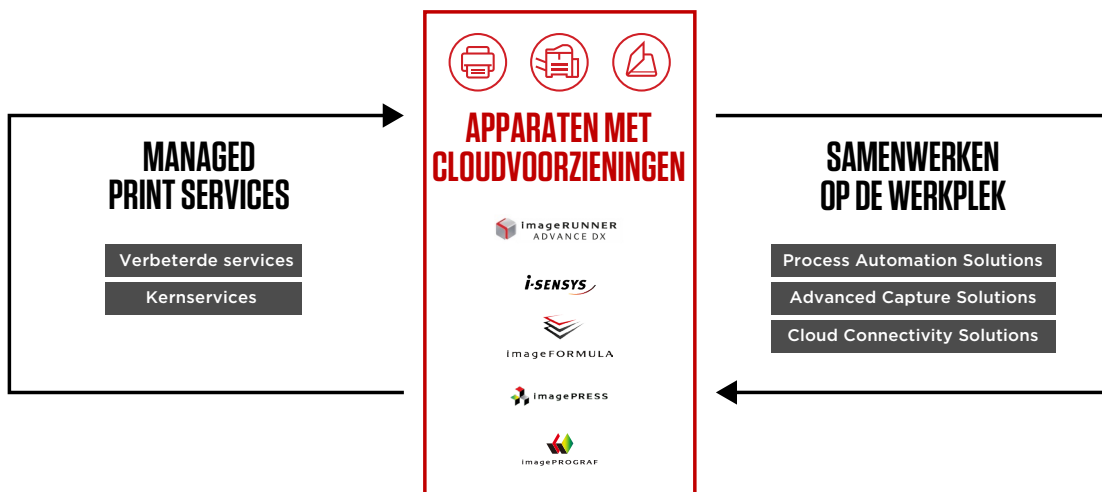 MANAGED
PRINT SERVICES
Verbeterde services
Kernservices
APPARATEN MET
CLOUDVOORZIENINGEN
imageRUNNER
ADVANCE DX
i-SENSYS
imageFORMULA
imagePRESS
imagePROGRAF
SAMENWERKEN
OP DE WERKPLEK
Process Automation Solutions
Advanced Capture Solutions
Cloud Connectivity Solutions